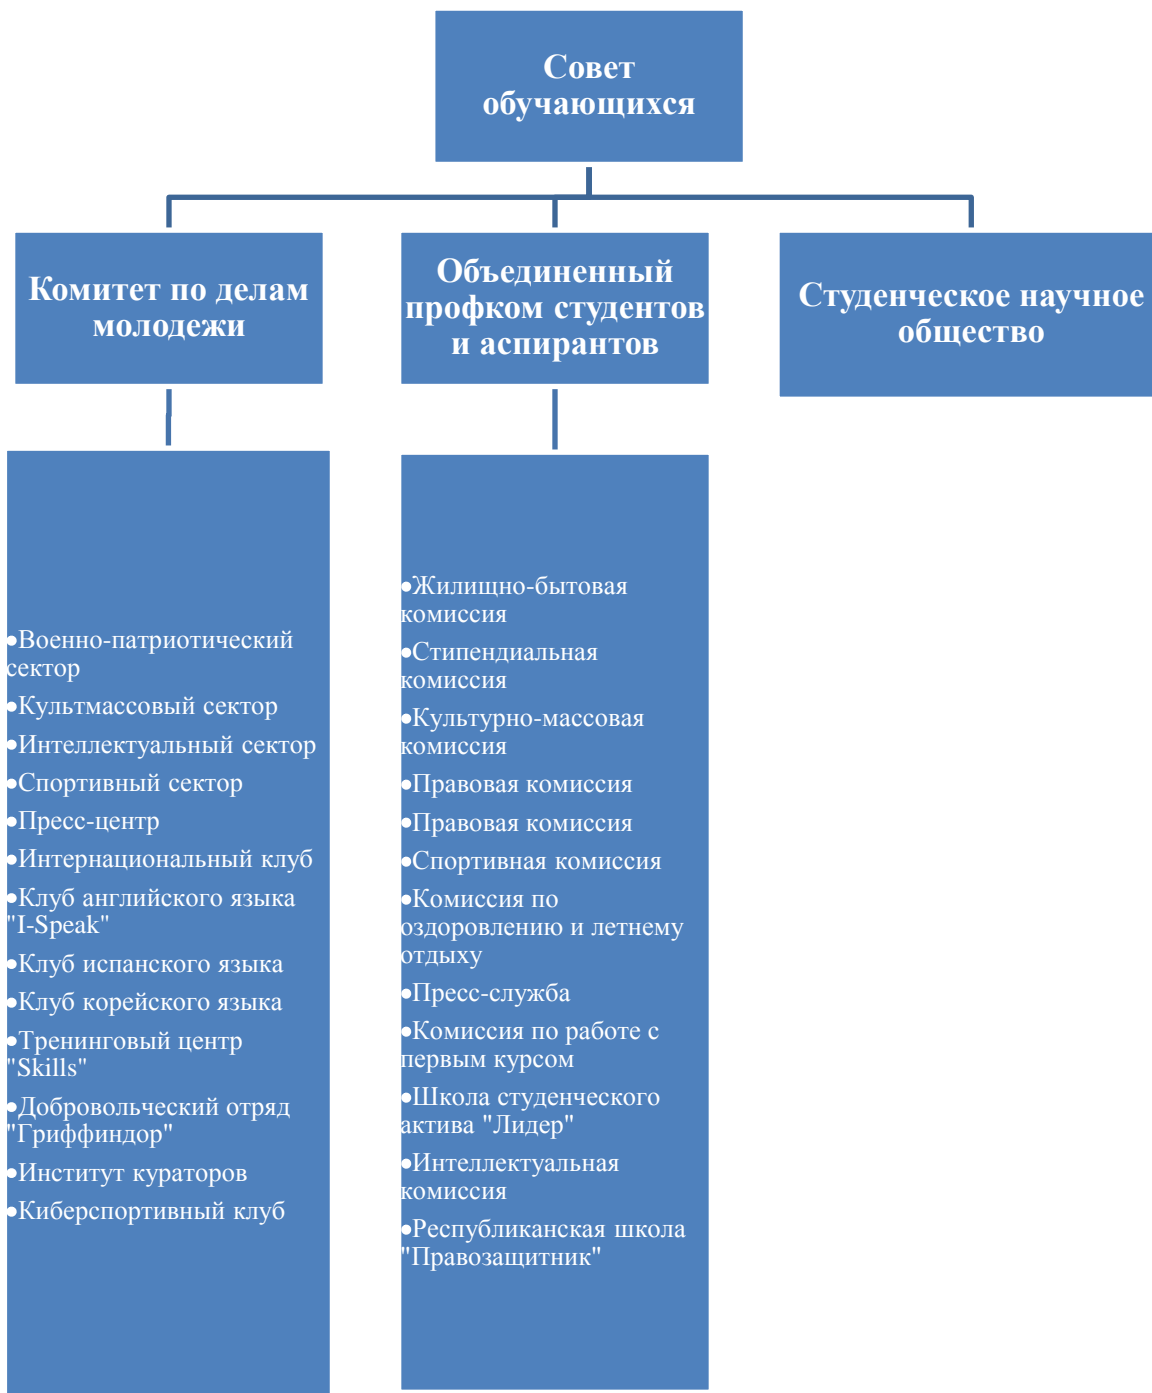 Совет
обучающихся
Комитет по делам
молодежи
Объединенный
профком студентов
и аспирантов
Студенческое научное
общество
•Военно-патриотический
сектор
•Культмассовый сектор
•Интеллектуальный сектор
•Спортивный сектор
•Пресс-центр
•Интернациональный клуб
•Клуб английского языка
"I-Speak"
•Клуб испанского языка
•Клуб корейского языка
•Тренинговый центр
"Skills"
•Добровольческий отряд
"Гриффиндор"
•Институт кураторов
•Киберспортивный клуб
•Жилищно-бытовая
комиссия
•Стипендиальная
комиссия
•Культурно-массовая
комиссия
•Правовая комиссия
•Правовая комиссия
•Спортивная комиссия
•Комиссия по
оздоровлению и летнему
отдыху
•Пресс-служба
•Комиссия по работе с
первым курсом
•Школа студенческого
актива "Лидер"
•Интеллектуальная
комиссия
•Республиканская школа
"Правозащитник"